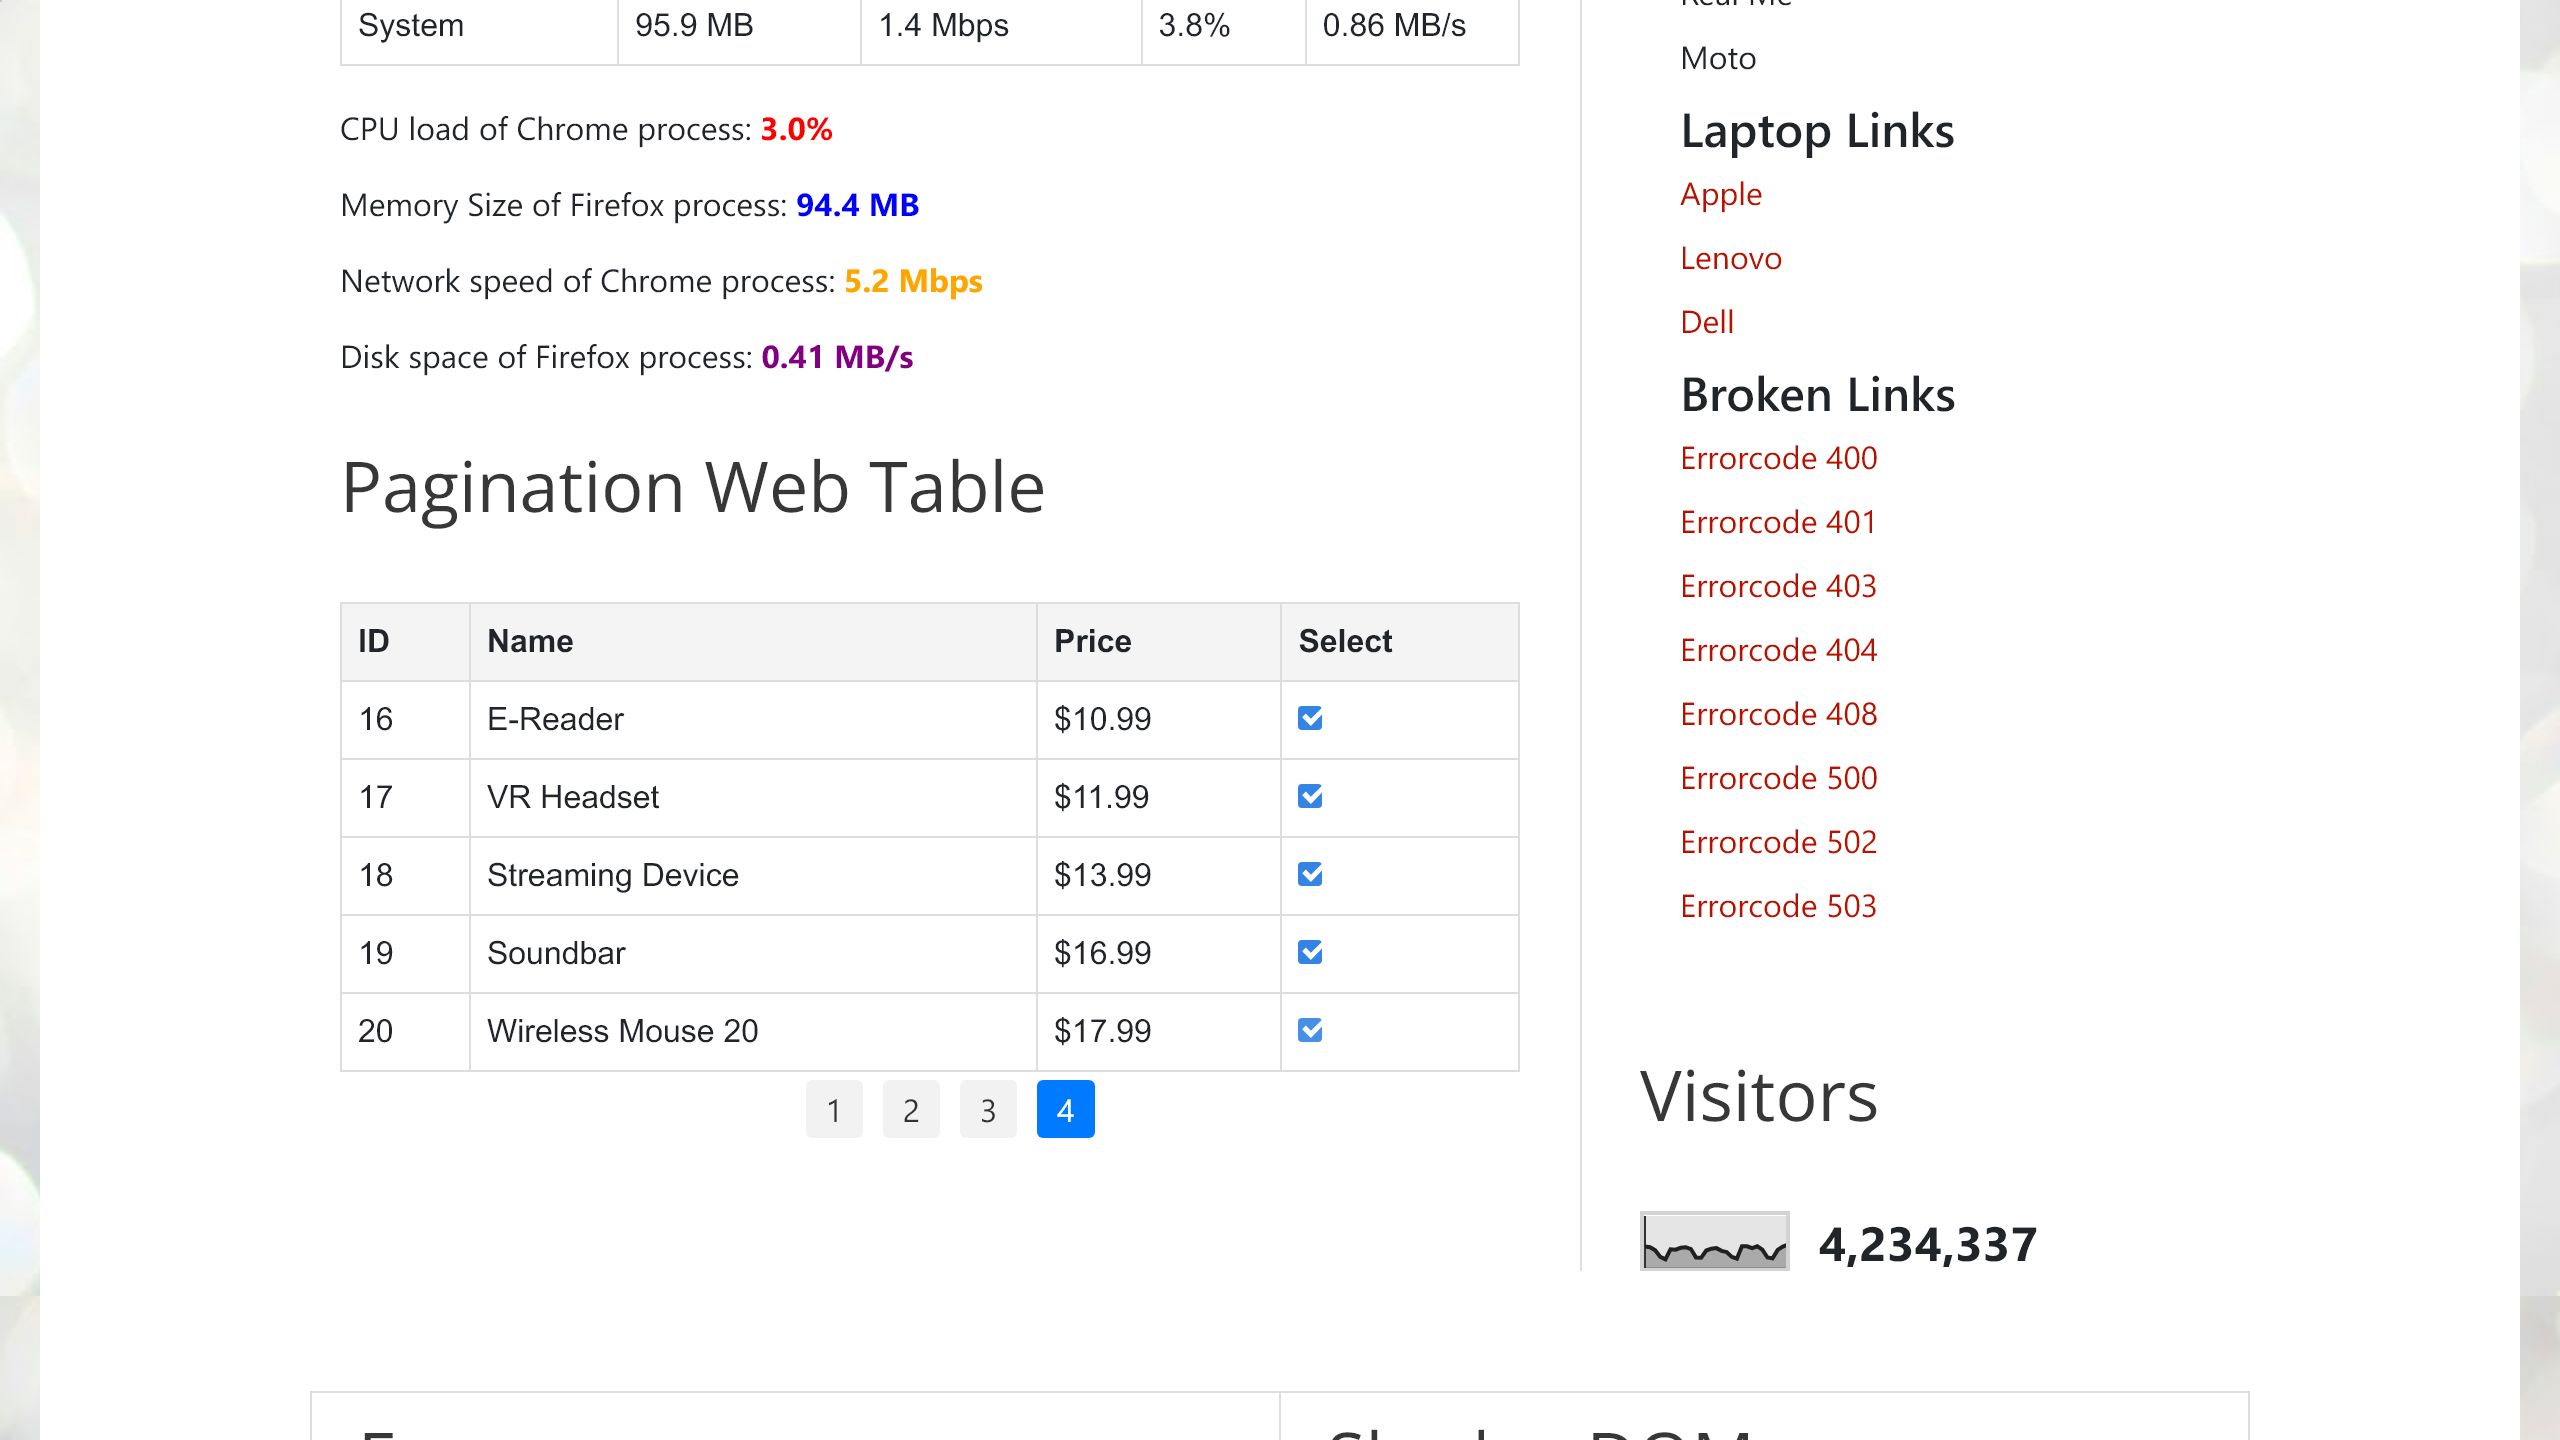 System 95.9 MB 1.4 Mbps 3.8% 0.86 MB/s
CPU load of Chrome process: 3.0%
Memory Size of Firefox process: 94.4 MB
Network speed of Chrome process: 5.2 Mbps
Disk space of Firefox process: 0.41 MB/s
Pagination Web Table
ID Name Price Select
16 E-Reader $10.99
17 VR Headset $11.99
18 Streaming Device $13.99
19 Soundbar $16.99
20 Wireless Mouse 20 $17.99
1 2 3 4
Moto
Laptop Links
Apple
Lenovo
Dell
Broken Links
Errorcode 400
Errorcode 401
Errorcode 403
Errorcode 404
Errorcode 408
Errorcode 500
Errorcode 502
Errorcode 503
Visitors
4,234,337